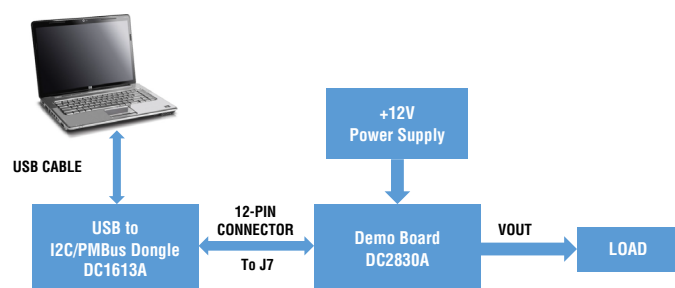 +12V
Power Supply
USB CABLE
12-PIN
CONNECTOR
USB to
I2C/PMBus Dongle
DC1613A
To J7
Demo Board
DC2830A
VOUT
LOAD